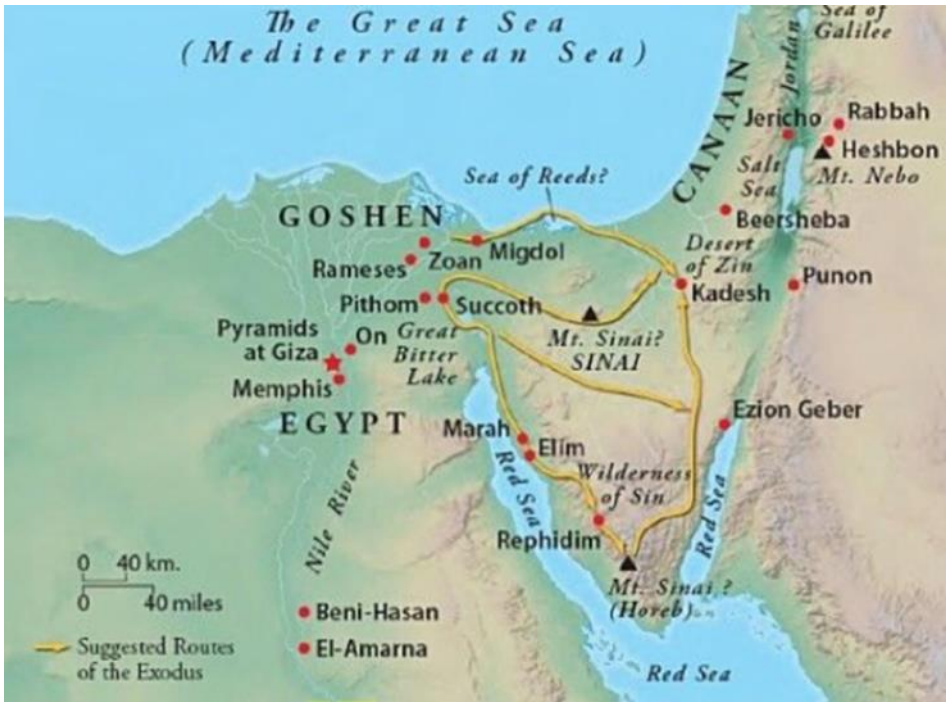 The Great Sea
(Mediterranean Sea)
Sea of
Galilee
Jordan
CANAAN
Jericho
Rabbah
Heshbon
Mt. Nebo
Salt
Sea
Sea of Reeds?
GOSHEN
Beersheba
Migdol
Zoan
Rameses
Desert
of Zin
Punon
Kadesh
Pithom
Succoth
Mt. Sinai?
SINAI
Pyramids
at Giza
On
Great
Bitter
Lake
Memphis
EGYPT
Marah
Elim
Ezion Geber
Red Sea
Wilderness
of Sin
Red Sea
Nile River
Rephidim
Mt. Sinai ?
(Horeb)
0 40 km.
0 40 miles
Beni-Hasan
El-Amarna
Suggested Routes
of the Exodus
Red Sea